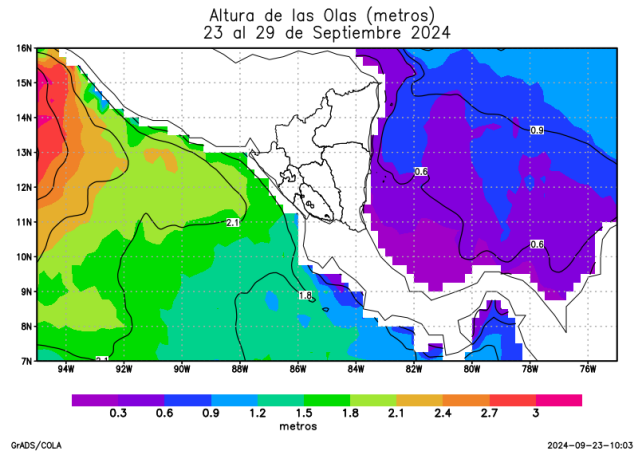 Altura de las Olas (metros)
23 al 29 de Septiembre 2024
16N
15N
14N
13N
12N
11N
10N
9N
8N
7N
0.9
0.6
2.1
0.6
1.8
94W 92W 90W 88W 86W 84W 82W 80W 78W 76W
0.3 0.6 0.9 1.2 1.5 1.8 2.1 2.4 2.7 3
metros
GrADS/COLA 2024-09-23-10:03